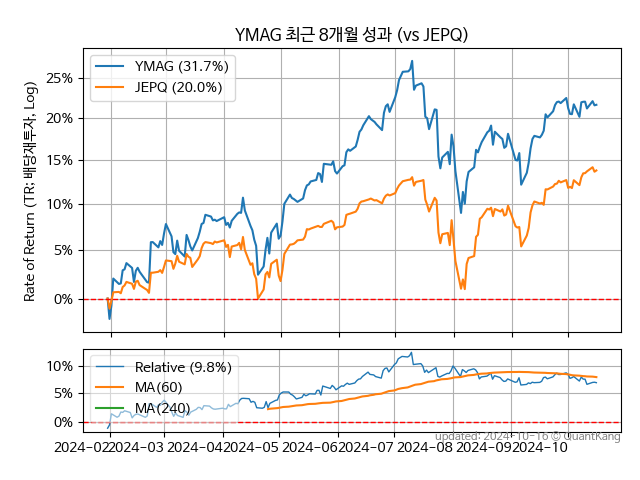 YMAG 최근 8개월 성과 (vs JEPQ)
Rate of Return (TR; 배당재투자, Log)
25%
20%
15%
10%
5%
0%
YMAG (31.7%)
JEPQ (20.0%)
10%
5%
0%
Relative (9.8%)
MA(60)
MA(240)
2024-02
2024-03
2024-04
2024-05
2024-06
2024-07
2024-08
2024-09
2024-10
updated: 2024-10-16 © QuantKang